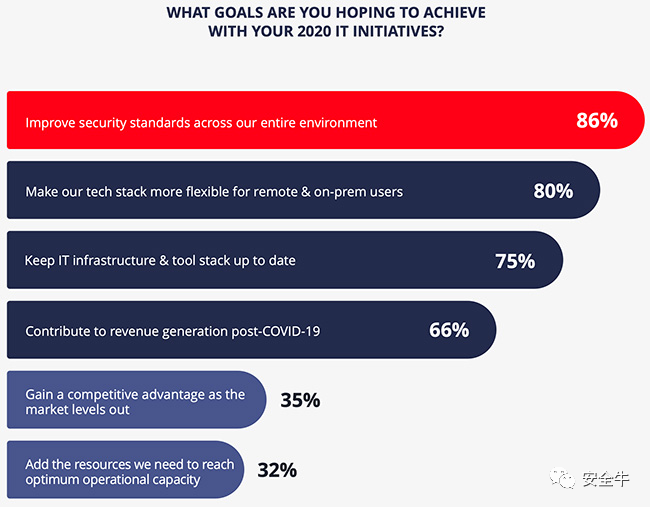 WHAT GOALS ARE YOU HOPING TO ACHIEVE
WITH YOUR 2020 IT INITIATIVES?
Improve security standards across our entire environment 86%
Make our tech stack more flexible for remote & on-prem users 80%
Keep IT infrastructure & tool stack up to date 75%
Contribute to revenue generation post-COVID-19 66%
Gain a competitive advantage as the
market levels out
35%
Add the resources we need to reach
optimum operational capacity
32%
安全牛